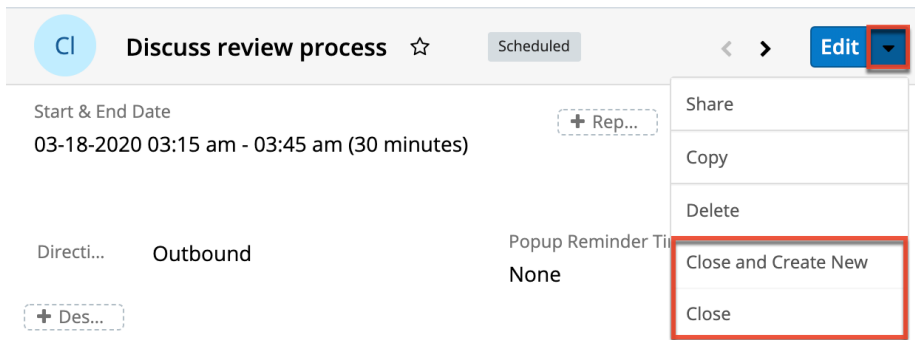 Cl Discuss review process Scheduled Edit
Share
Start & End Date
+ Rep...
03-18-2020 03:15 am - 03:45 am (30 minutes)
Copy
Delete
Directi... Outbound
Popup Reminder Ti
None
Close and Create New
+ Des...
Close